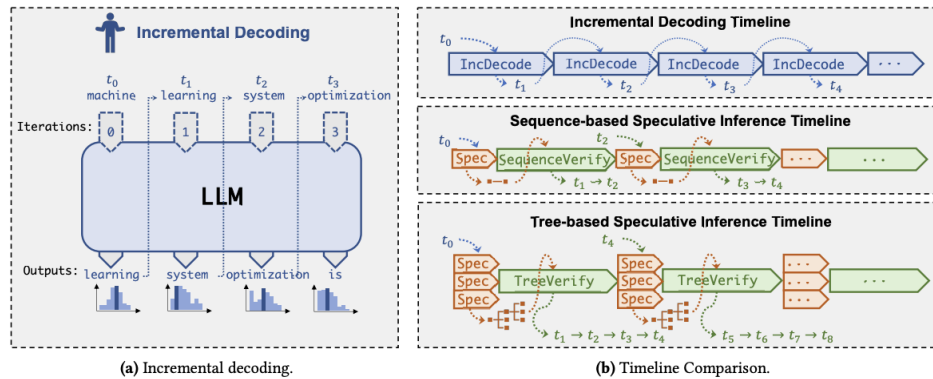 Incremental Decoding
t0 t1 t2 t3
machine learning system optimization
Iterations: 0 1 2 3
LLM
Outputs: learning system optimization is
(a) Incremental decoding.
Incremental Decoding Timeline
t0
IncDecode IncDecode IncDecode IncDecode ...
t1 t2 t3 t4
Sequence-based Speculative Inference Timeline
t0 t2
Spec SequenceVerify Spec SequenceVerify ... ...
t1 → t2 t3 → t4
Tree-based Speculative Inference Timeline
t0 t4
Spec Spec ...
Spec TreeVerify Spec TreeVerify ... ...
Spec Spec ...
t1 → t2 → t3 → t4 t5 → t6 → t7 → t8
(b) Timeline Comparison.